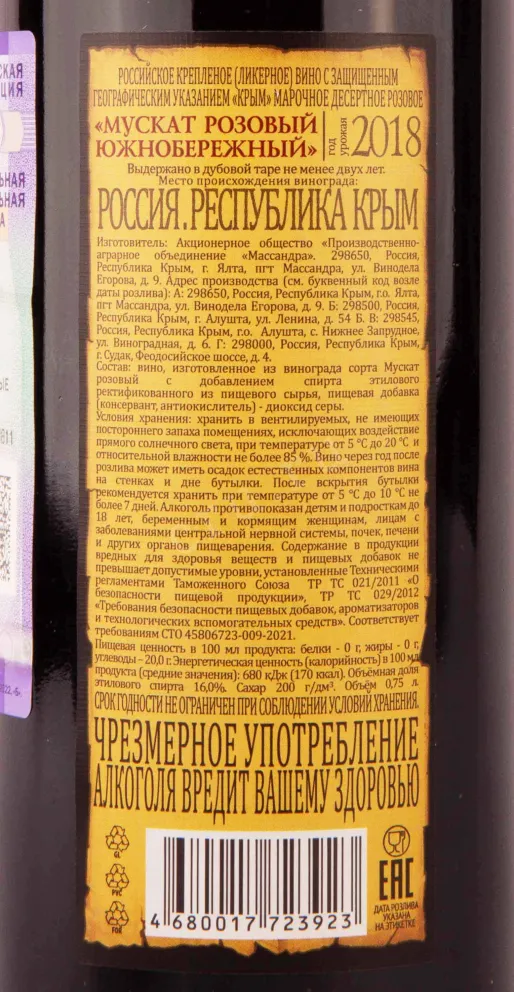 РОССИЙСКОЕ КРЕПЛЕНОЕ (ЛИКЕРНОЕ) ВИНО С ЗАЩИЩЕННЫМ
ГЕОГРАФИЧЕСКИМ УКАЗАНИЕМ «КРЫМ» МАРОЧНОЕ ДЕСЕРТНОЕ РОЗОВОЕ
«МУСКАТ РОЗОВЫЙ
ЮЖНОБЕРЕЖНЫЙ»
год
урожая
2018
Выдержано в дубовой таре не менее двух лет.
Место происхождения винограда:
РОССИЯ. РЕСПУБЛИКА КРЫМ
Изготовитель: Акционерное общество «Производственно-
аграрное объединение «Массандра». 298650, Россия,
Республика Крым, г. Ялта, пгт Массандра, ул. Винодела
Егорова, д. 9. Адрес производства (см. буквенный код возле
даты розлива): А: 298650, Россия, Республика Крым, г.о. Ялта,
пгт Массандра, ул. Винодела Егорова, д. 9. Б: 298500, Россия,
Республика Крым, г. Алушта, ул. Ленина, д. 54 Б. В: 298545,
Россия, Республика Крым, г.о. Алушта, с. Нижнее Запрудное,
ул. Виноградная, д. 6. Г: 298000, Россия, Республика Крым,
г. Судак, Феодосийское шоссе, д. 4.
Состав: вино, изготовленное из винограда сорта Мускат
розовый с добавлением спирта этилового
ректификованного из пищевого сырья, пищевая добавка
(консервант, антиокислитель) - диоксид серы.
Условия хранения: хранить в вентилируемых, не имеющих
постороннего запаха помещениях, исключающих воздействие
прямого солнечного света, при температуре от 5 °С до 20 °С и
относительной влажности не более 85 %. Вино через год после
розлива может иметь осадок естественных компонентов вина
на стенках и дне бутылки. После вскрытия бутылки
рекомендуется хранить при температуре от 5 °С до 10 °С не
более 7 дней. Алкоголь противопоказан детям и подросткам до
18 лет, беременным и кормящим женщинам, лицам с
заболеваниями центральной нервной системы, почек, печени
и других органов пищеварения. Содержание в продукции
вредных для здоровья веществ и пищевых добавок не
превышает допустимые уровни, установленные Техническими
регламентами Таможенного Союза ТР ТС 021/2011 «О
безопасности пищевой продукции», ТР ТС 029/2012
«Требования безопасности пищевых добавок, ароматизаторов
и технологических вспомогательных средств». Соответствует
требованиям СТО 45806723-009-2021.
Пищевая ценность в 100 мл продукта: белки - 0 г, жиры - 0 г,
углеводы – 20,0 г. Энергетическая ценность (калорийность) в 100 мл
продукта (средние значения): 680 кДж (170 ккал). Объёмная доля
этилового спирта 16,0%. Сахар 200 г/дм³. Объём 0,75 л.
СРОК ГОДНОСТИ НЕ ОГРАНИЧЕН ПРИ СОБЛЮДЕНИИ УСЛОВИЙ ХРАНЕНИЯ.
ЧРЕЗМЕРНОЕ УПОТРЕБЛЕНИЕ
АЛКОГОЛЯ ВРЕДИТ ВАШЕМУ ЗДОРОВЬЮ
GL
PVC
FOR
4 680017 723923
EAC
ДАТА РОЗЛИВА
УКАЗАНА
НА ЭТИКЕТКЕ